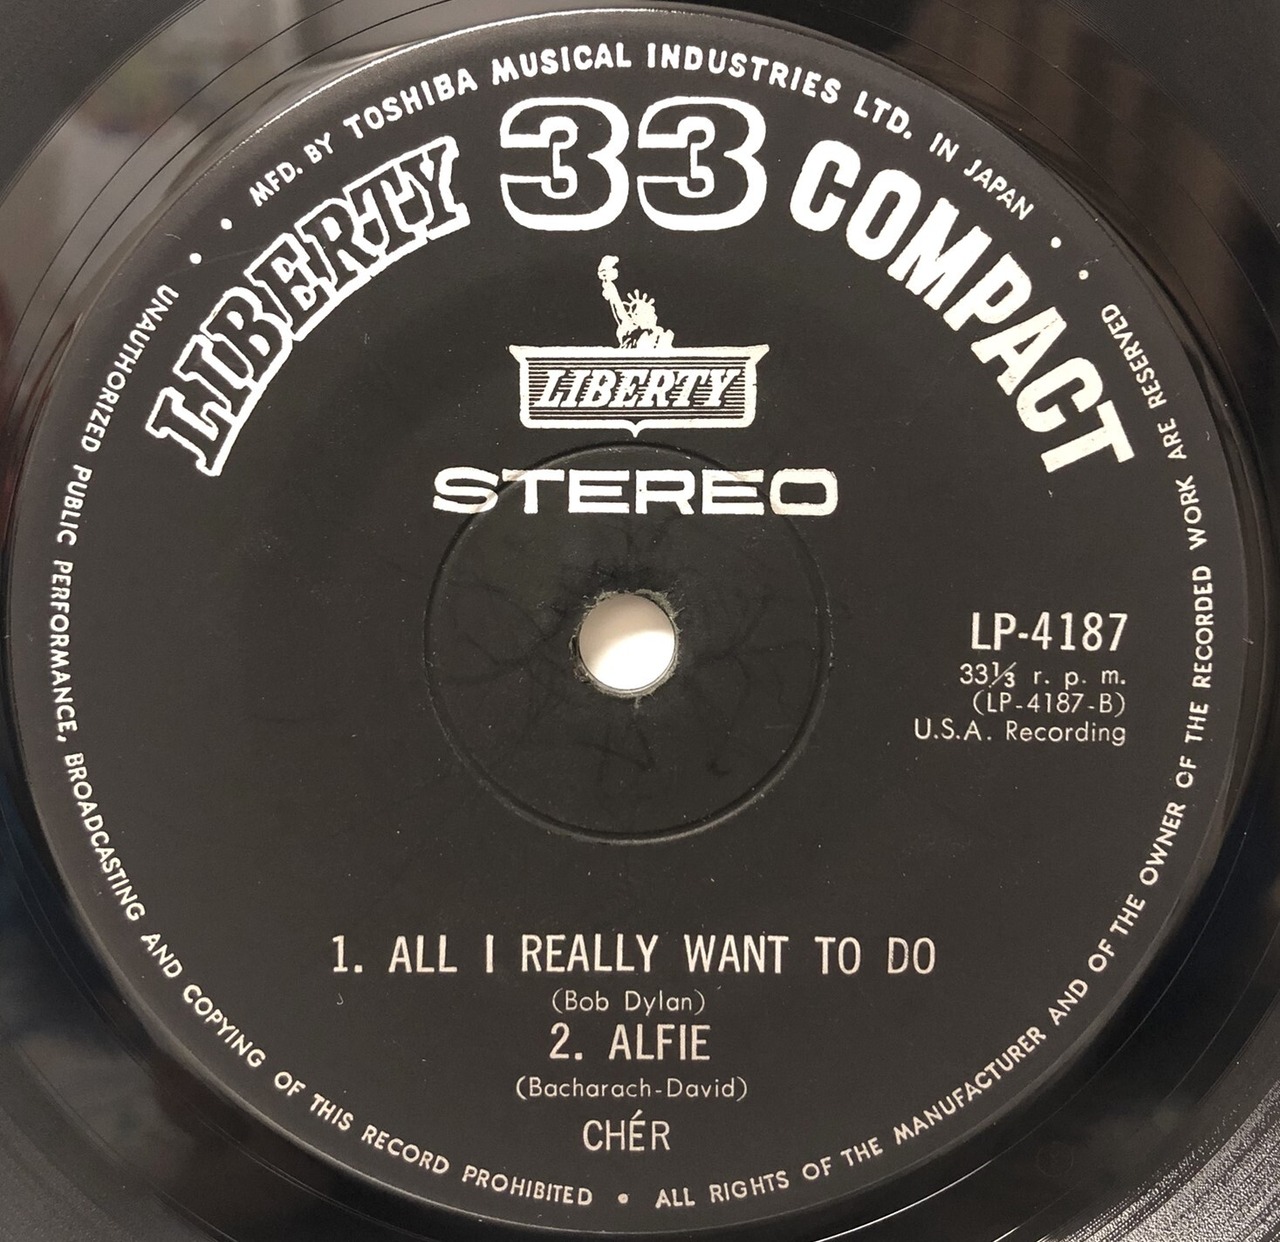 • • MFD. BY TOSHIBA MUSICAL INDUSTRIES LTD. IN JAPAN • •
LIBERTY 33 COMPACT
LIBERTY
STEREO
LP-4187
33⅓ r. p. m.
(LP-4187-B)
U.S.A. Recording
1. ALL I REALLY WANT TO DO
(Bob Dylan)
2. ALFIE
(Bacharach-David)
CHÉR
UNAUTHORIZED PUBLIC PERFORMANCE, BROADCASTING AND COPYING OF THIS RECORD PROHIBITED • ALL RIGHTS OF THE MANUFACTURER AND OF THE OWNER OF THE RECORDED WORK ARE RESERVED